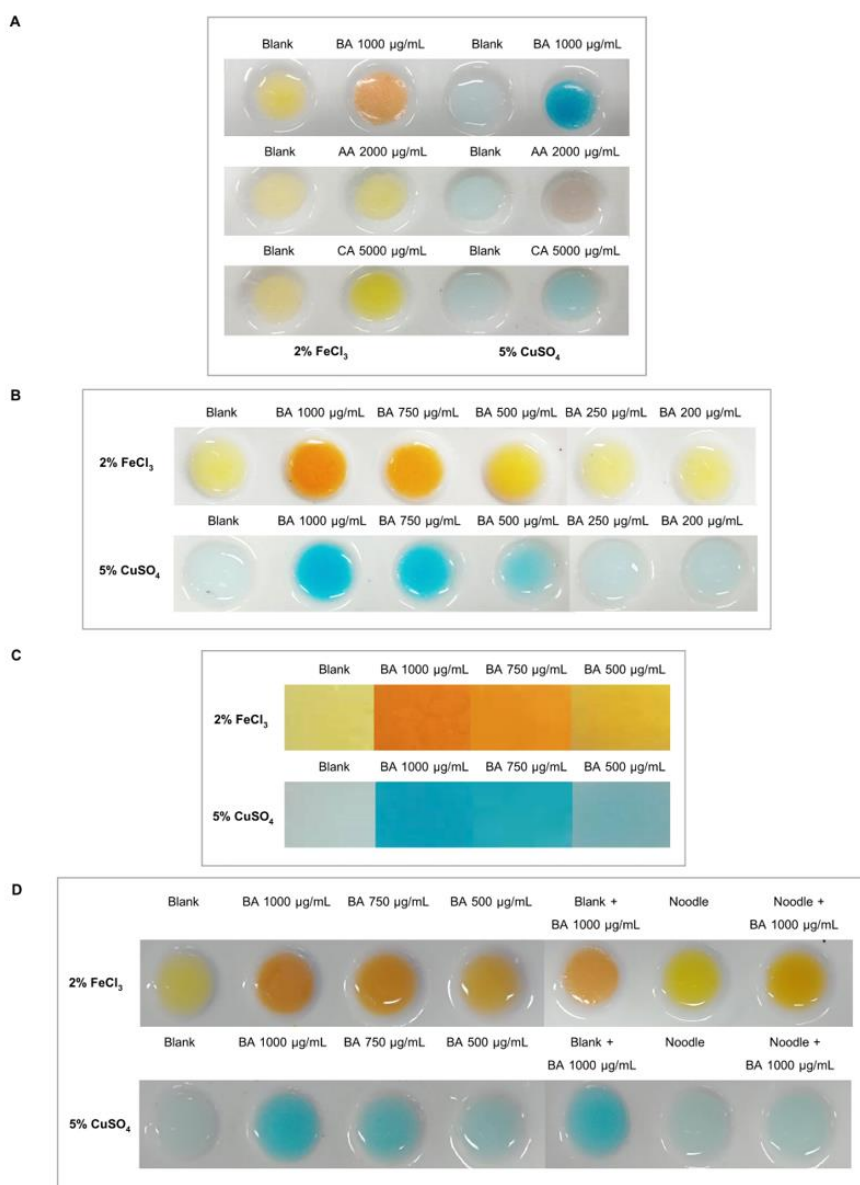 A
Blank BA 1000 µg/mL Blank BA 1000 µg/mL
Blank AA 2000 µg/mL Blank AA 2000 µg/mL
Blank CA 5000 µg/mL Blank CA 5000 µg/mL
2% FeCl₃ 5% CuSO₄
B
Blank BA 1000 µg/mL BA 750 µg/mL BA 500 µg/mL BA 250 µg/mL BA 200 µg/mL
2% FeCl₃
Blank BA 1000 µg/mL BA 750 µg/mL BA 500 µg/mL BA 250 µg/mL BA 200 µg/mL
5% CuSO₄
C
Blank BA 1000 µg/mL BA 750 µg/mL BA 500 µg/mL
2% FeCl₃
Blank BA 1000 µg/mL BA 750 µg/mL BA 500 µg/mL
5% CuSO₄
D
Blank BA 1000 µg/mL BA 750 µg/mL BA 500 µg/mL Blank + Noodle Noodle +
BA 1000 µg/mL BA 1000 µg/mL
2% FeCl₃
Blank BA 1000 µg/mL BA 750 µg/mL BA 500 µg/mL Blank + Noodle Noodle +
BA 1000 µg/mL BA 1000 µg/mL
5% CuSO₄